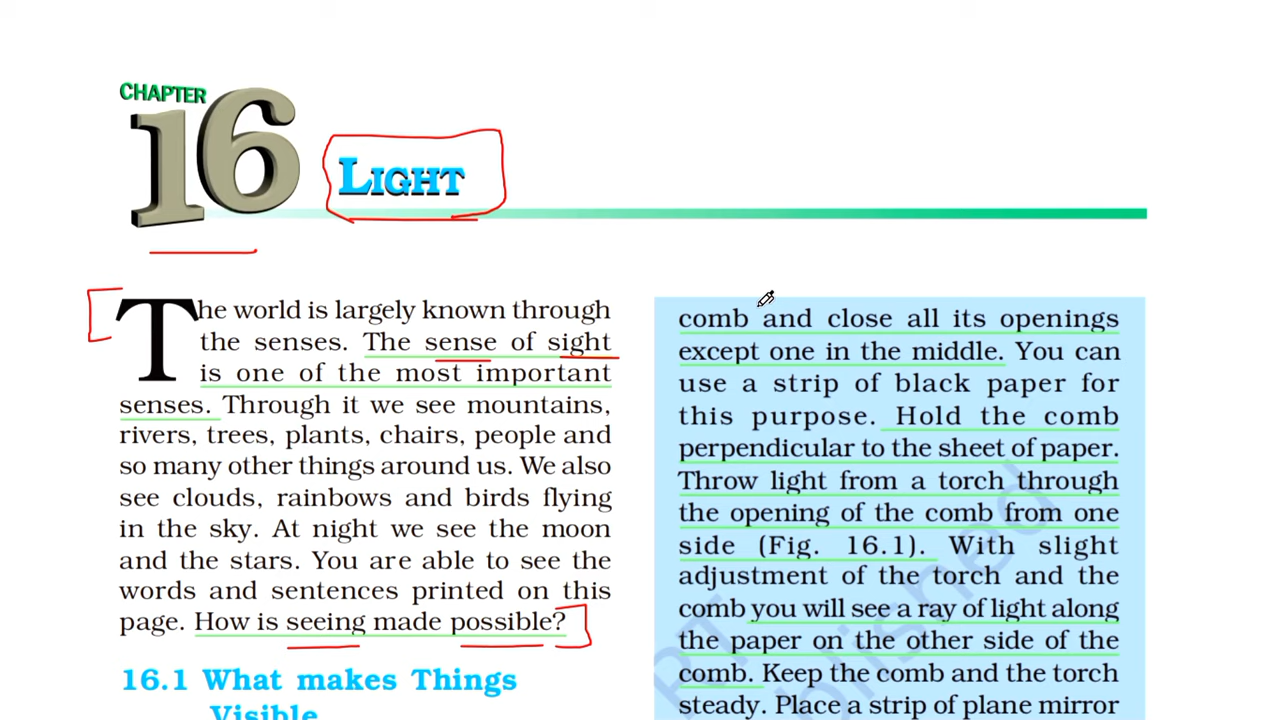 CHAPTER
16
LIGHT
The world is largely known through
the senses. The sense of sight
is one of the most important
senses. Through it we see mountains,
rivers, trees, plants, chairs, people and
so many other things around us. We also
see clouds, rainbows and birds flying
in the sky. At night we see the moon
and the stars. You are able to see the
words and sentences printed on this
page. How is seeing made possible?
16.1 What makes Things
Visible
comb and close all its openings
except one in the middle. You can
use a strip of black paper for
this purpose. Hold the comb
perpendicular to the sheet of paper.
Throw light from a torch through
the opening of the comb from one
side (Fig. 16.1). With slight
adjustment of the torch and the
comb you will see a ray of light along
the paper on the other side of the
comb. Keep the comb and the torch
steady. Place a strip of plane mirror